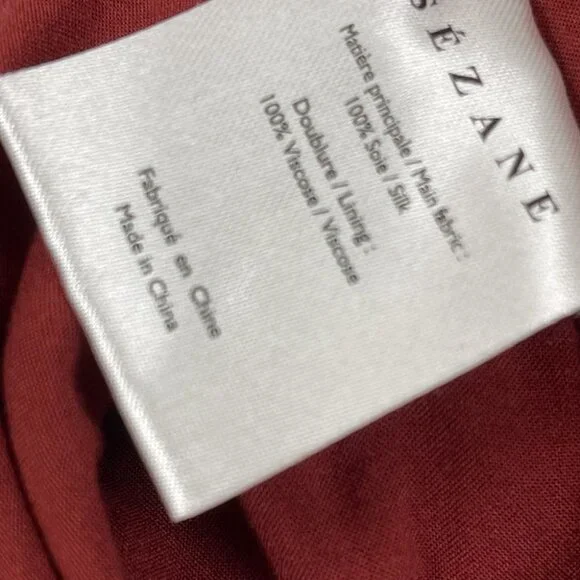 SÉZANE
Matière principale / Main fabric :
100% Soie / Silk
Doublure / Lining :
100% Viscose / Viscose
Fabriqué en Chine
Made in China